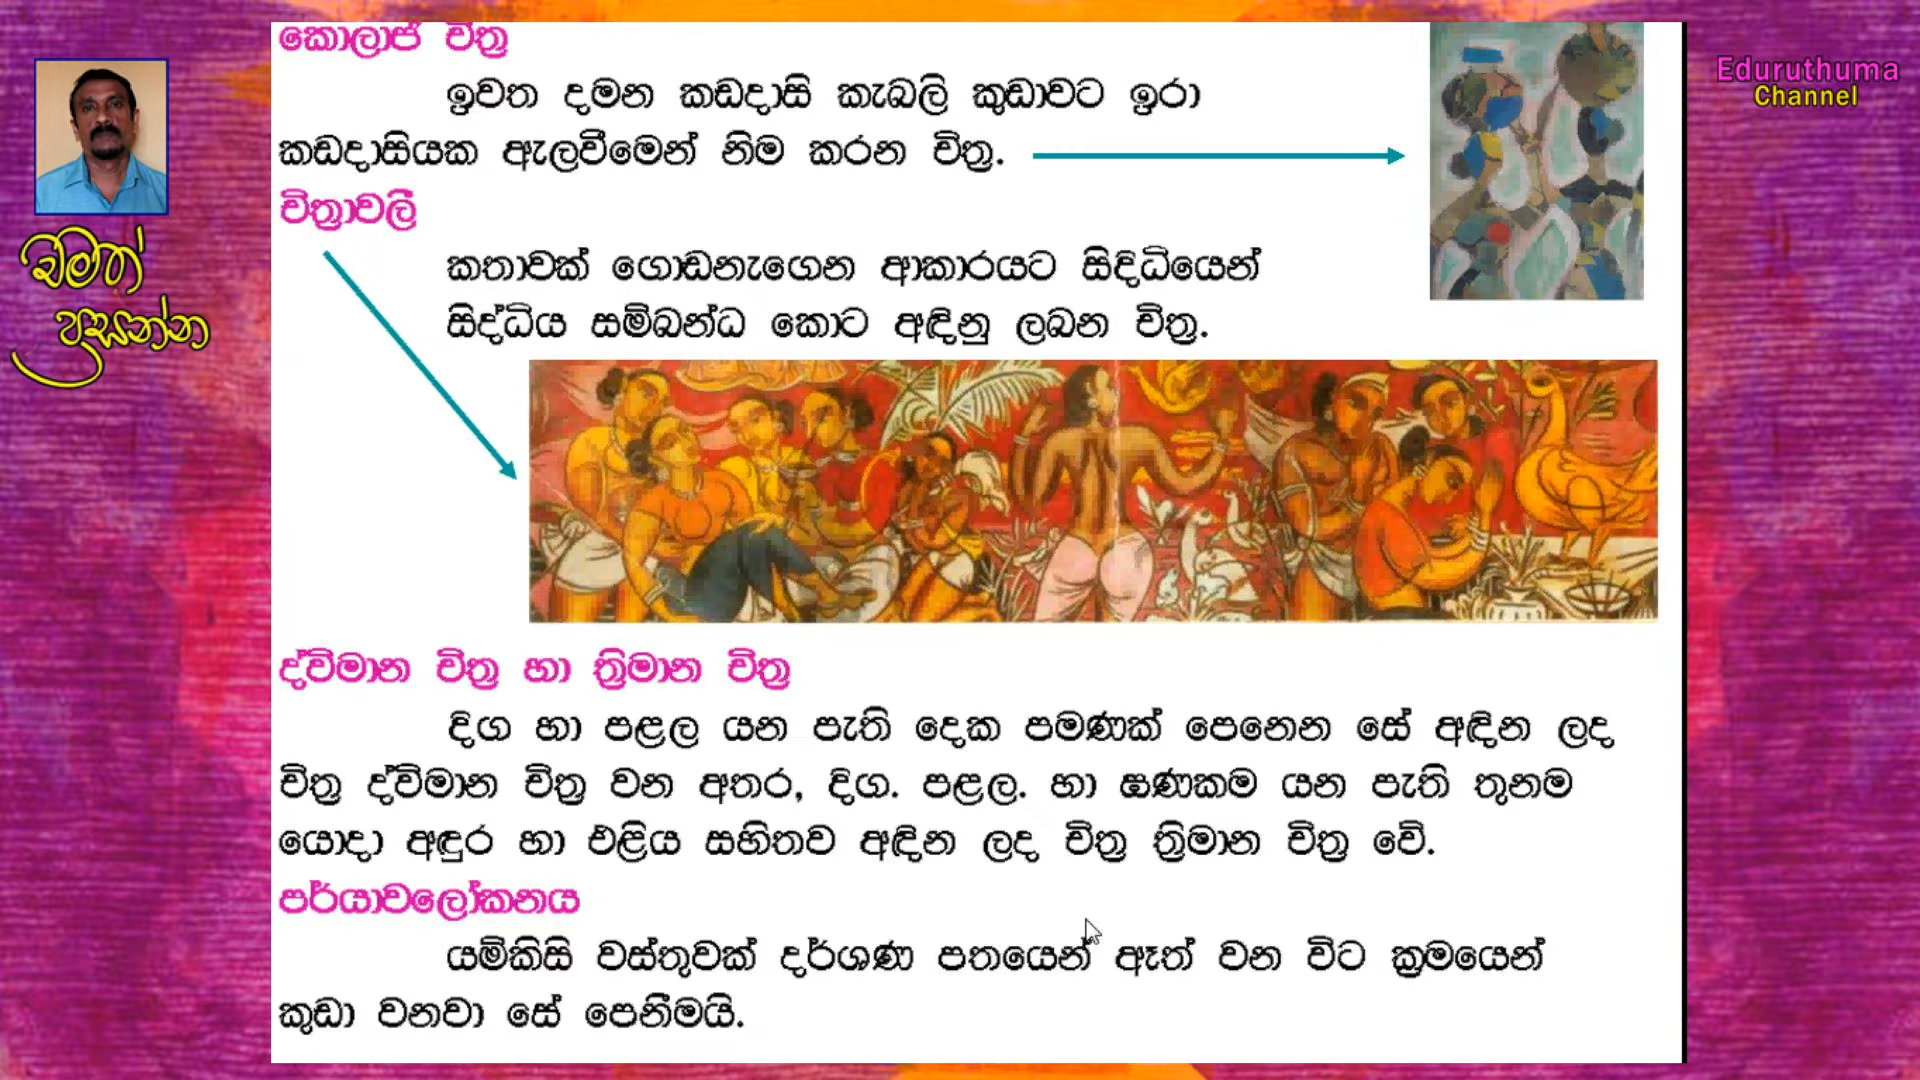 කොලාජ් චිත්‍ර
ඉවත දමන කඩදාසි කැබලි කුඩාවට ඉරා
කඩදාසියක ඇලවීමෙන් නිම කරන චිත්‍ර.
චිත්‍රාවලී
කතාවක් ගොඩනැගෙන ආකාරයට සිදිධියෙන්
සිද්ධිය සම්බන්ධ කොට අඳිනු ලබන චිත්‍ර.
ද්විමාන චිත්‍ර හා ත්‍රිමාන චිත්‍ර
දිග හා පළල යන පැති දෙක පමණක් පෙනෙන සේ අඳින ලද
චිත්‍ර ද්විමාන චිත්‍ර වන අතර, දිග. පළල. හා ඝණකම යන පැති තුනම
යොදා අඳුර හා එළිය සහිතව අඳින ලද චිත්‍ර ත්‍රිමාන චිත්‍ර වේ.
පර්යාවලෝකනය
යම්කිසි වස්තුවක් දර්ශණ පතයෙන් ඈත් වන විට ක්‍රමයෙන්
කුඩා වනවා සේ පෙනීමයි.
චමත්
ප්‍රසන්න
Eduruthuma
Channel